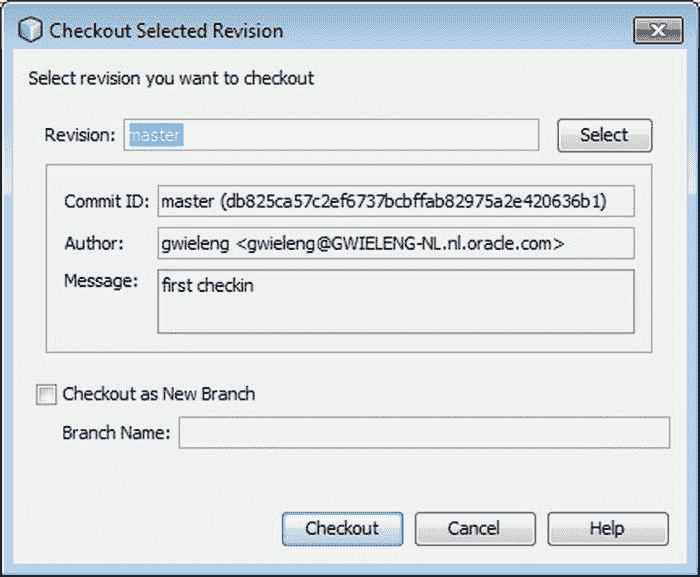 Checkout Selected Revision
Select revision you want to checkout
Revision: master Select
Commit ID: master (db825ca57c2ef6737bcbffab82975a2e420636b1)
Author: gwieleng <gwieleng@GWIELENG-NL.nl.oracle.com>
Message: first checkin
Checkout as New Branch
Branch Name:
Checkout Cancel Help